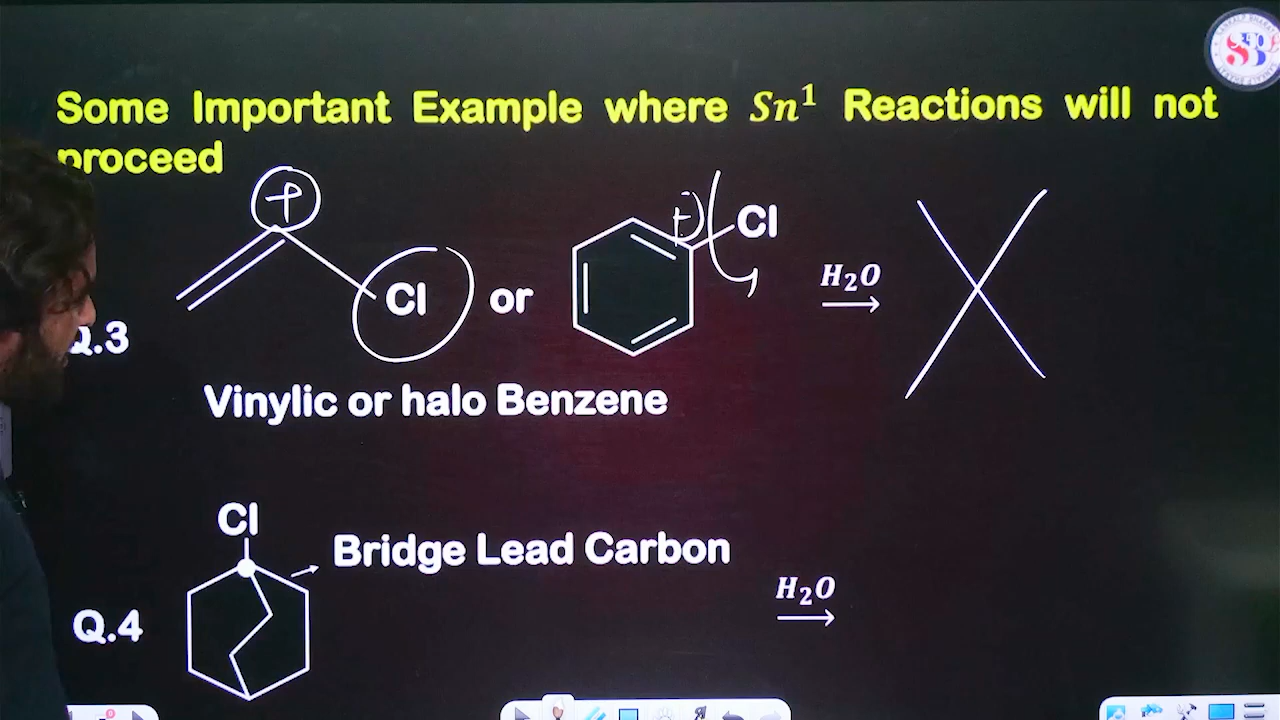 Some Important Example where Sn¹ Reactions will not
proceed
+
+
Cl
Cl
or
H₂O
Q.3
Vinylic or halo Benzene
Cl
Bridge Lead Carbon
H₂O
Q.4